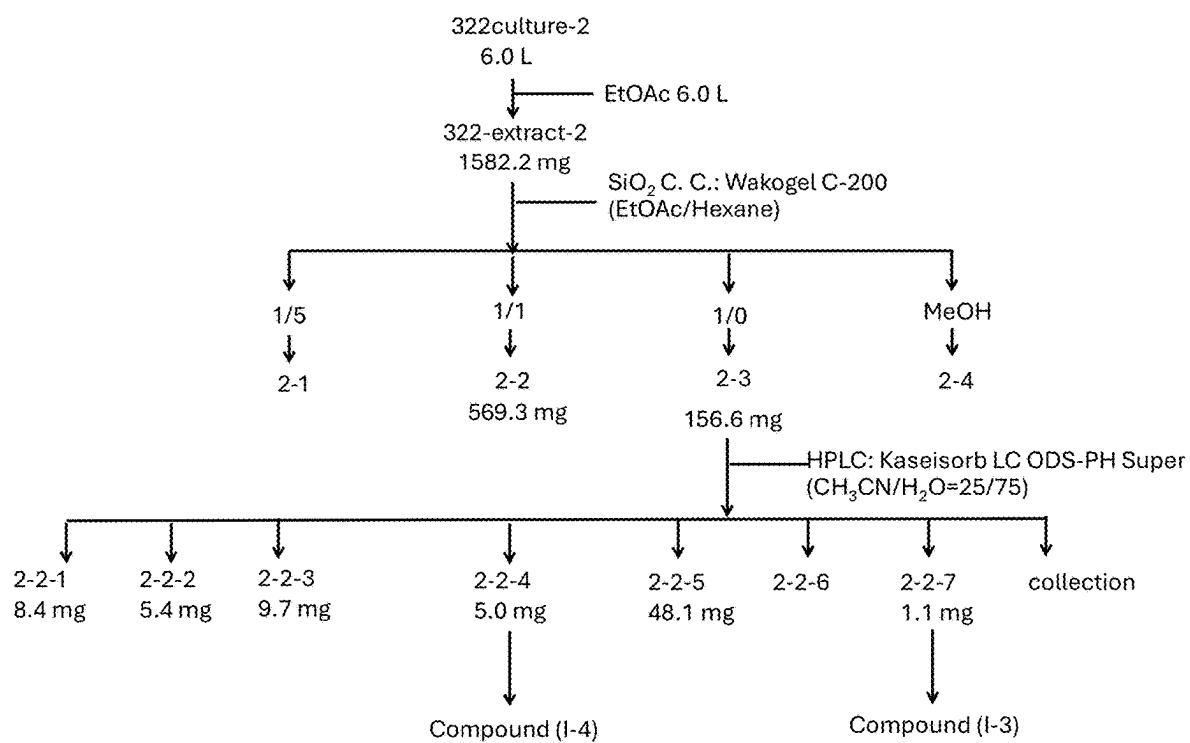 322culture-2
6.0 L
EtOAc 6.0 L
322-extract-2
1582.2 mg
SiO₂ C. C.: Wakogel C-200
(EtOAc/Hexane)
1/5
1/1
1/0
MeOH
2-1
2-2
2-3
2-4
569.3 mg
156.6 mg
HPLC: Kaseisorb LC ODS-PH Super
(CH₃CN/H₂O=25/75)
2-2-1
2-2-2
2-2-3
2-2-4
2-2-5
2-2-6
2-2-7
collection
8.4 mg
5.4 mg
9.7 mg
5.0 mg
48.1 mg
1.1 mg
Compound (I-4)
Compound (I-3)